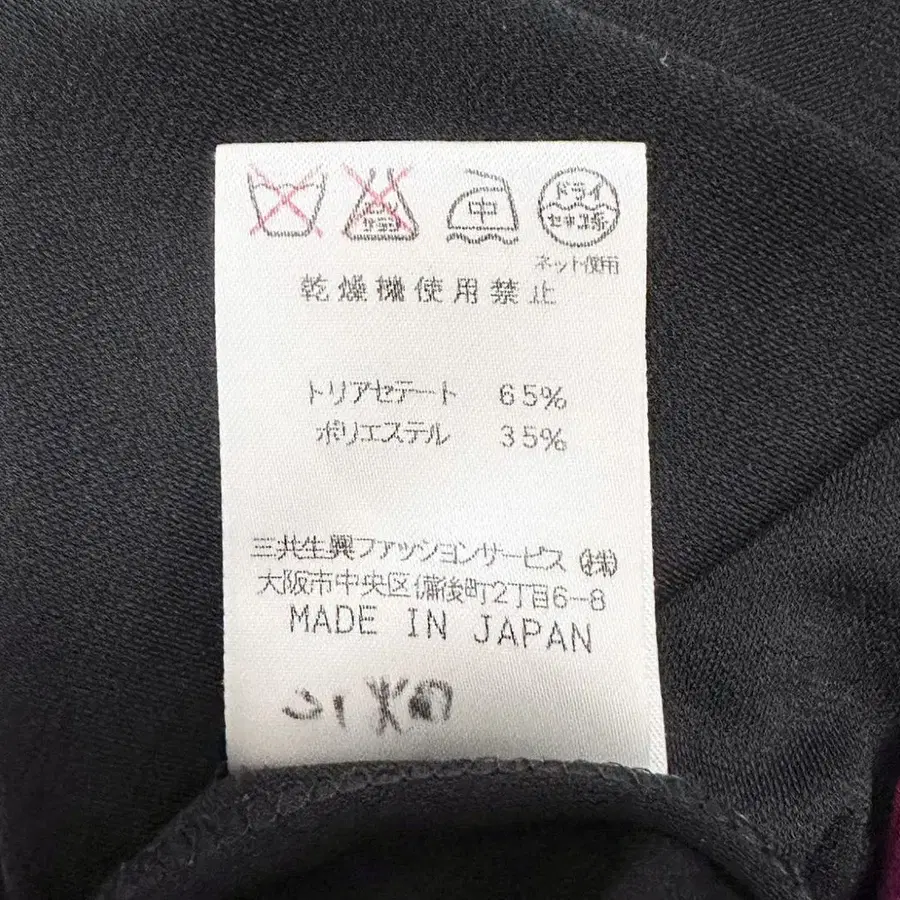 中 ドライ
セキユ系
ネット使用
乾燥機使用禁止
トリアセテート 65%
ポリエステル 35%
三共生興ファッションサービス(株)
大阪市中央区備後町2丁目6-8
MADE IN JAPAN